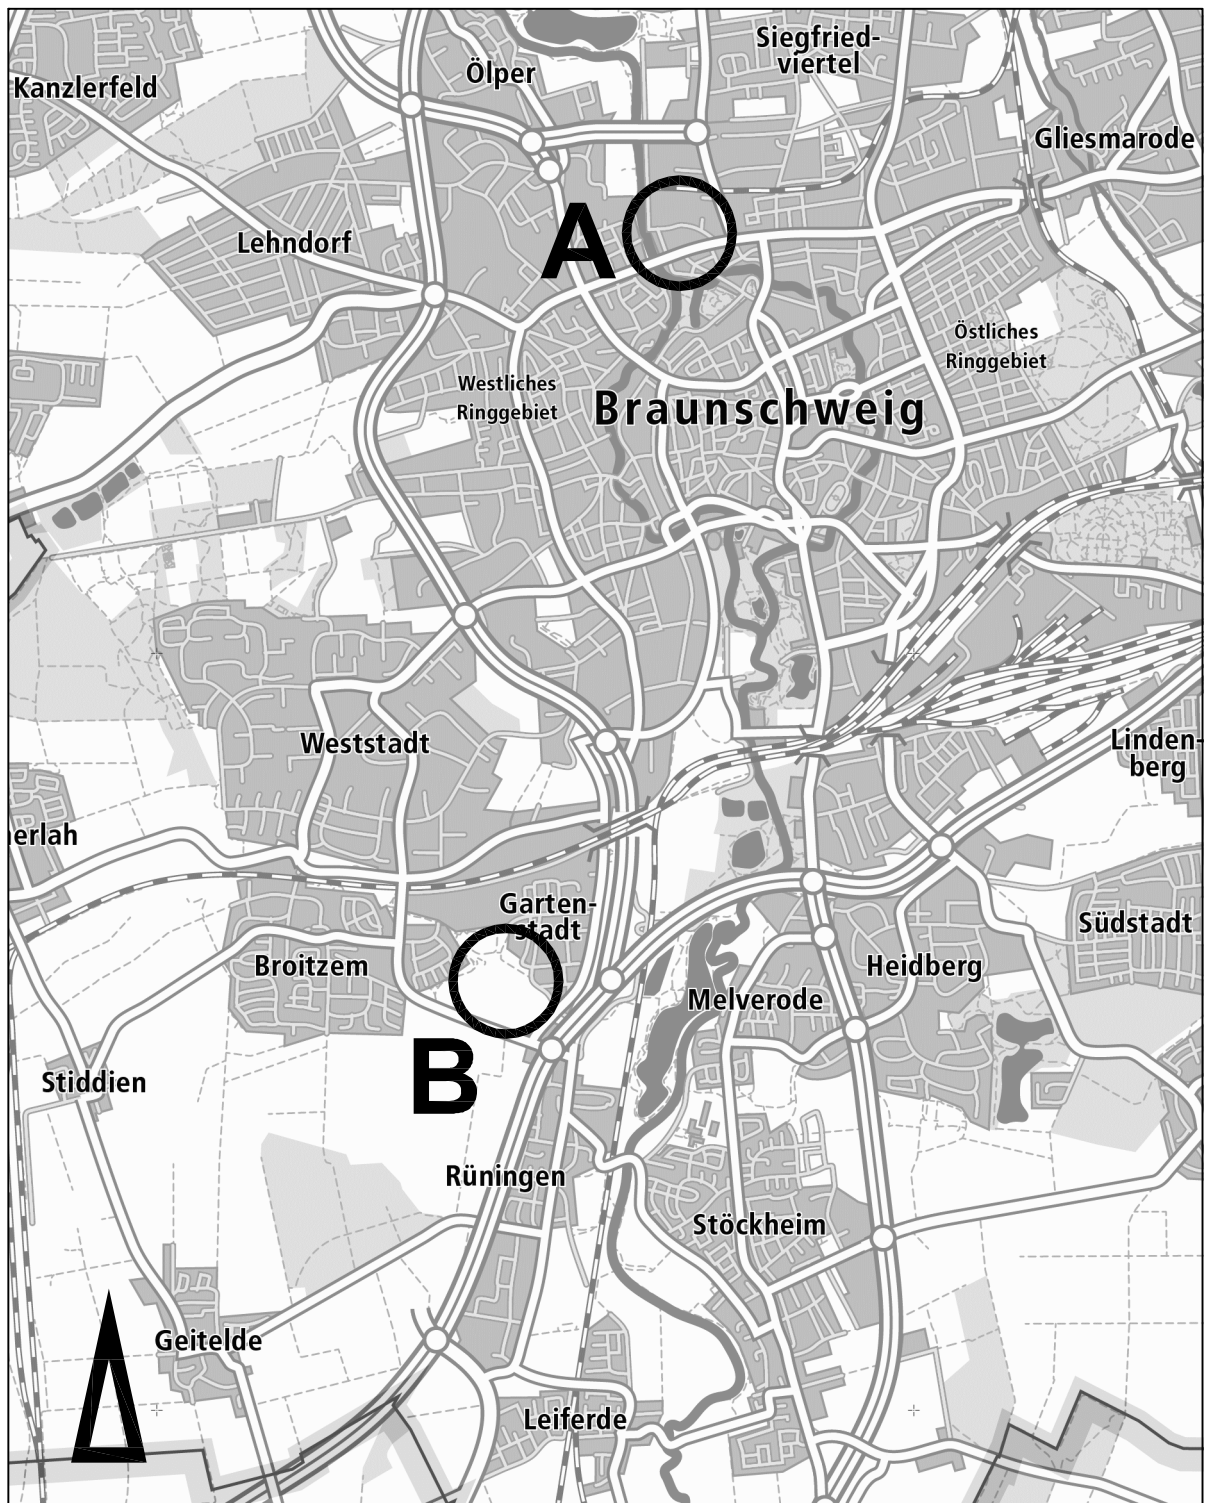 Siegfried-
viertel
Ölper
Kanzlerfeld
Gliesmarode
A
Lehndorf
Östliches
Ringgebiet
Westliches
Ringgebiet
Braunschweig
Weststadt
Linden-
berg
erlah
Garten-
stadt
Südstadt
Broitzem
Heidberg
Melverode
B
Stiddien
Rüningen
Stöckheim
Geitelde
Leiferde